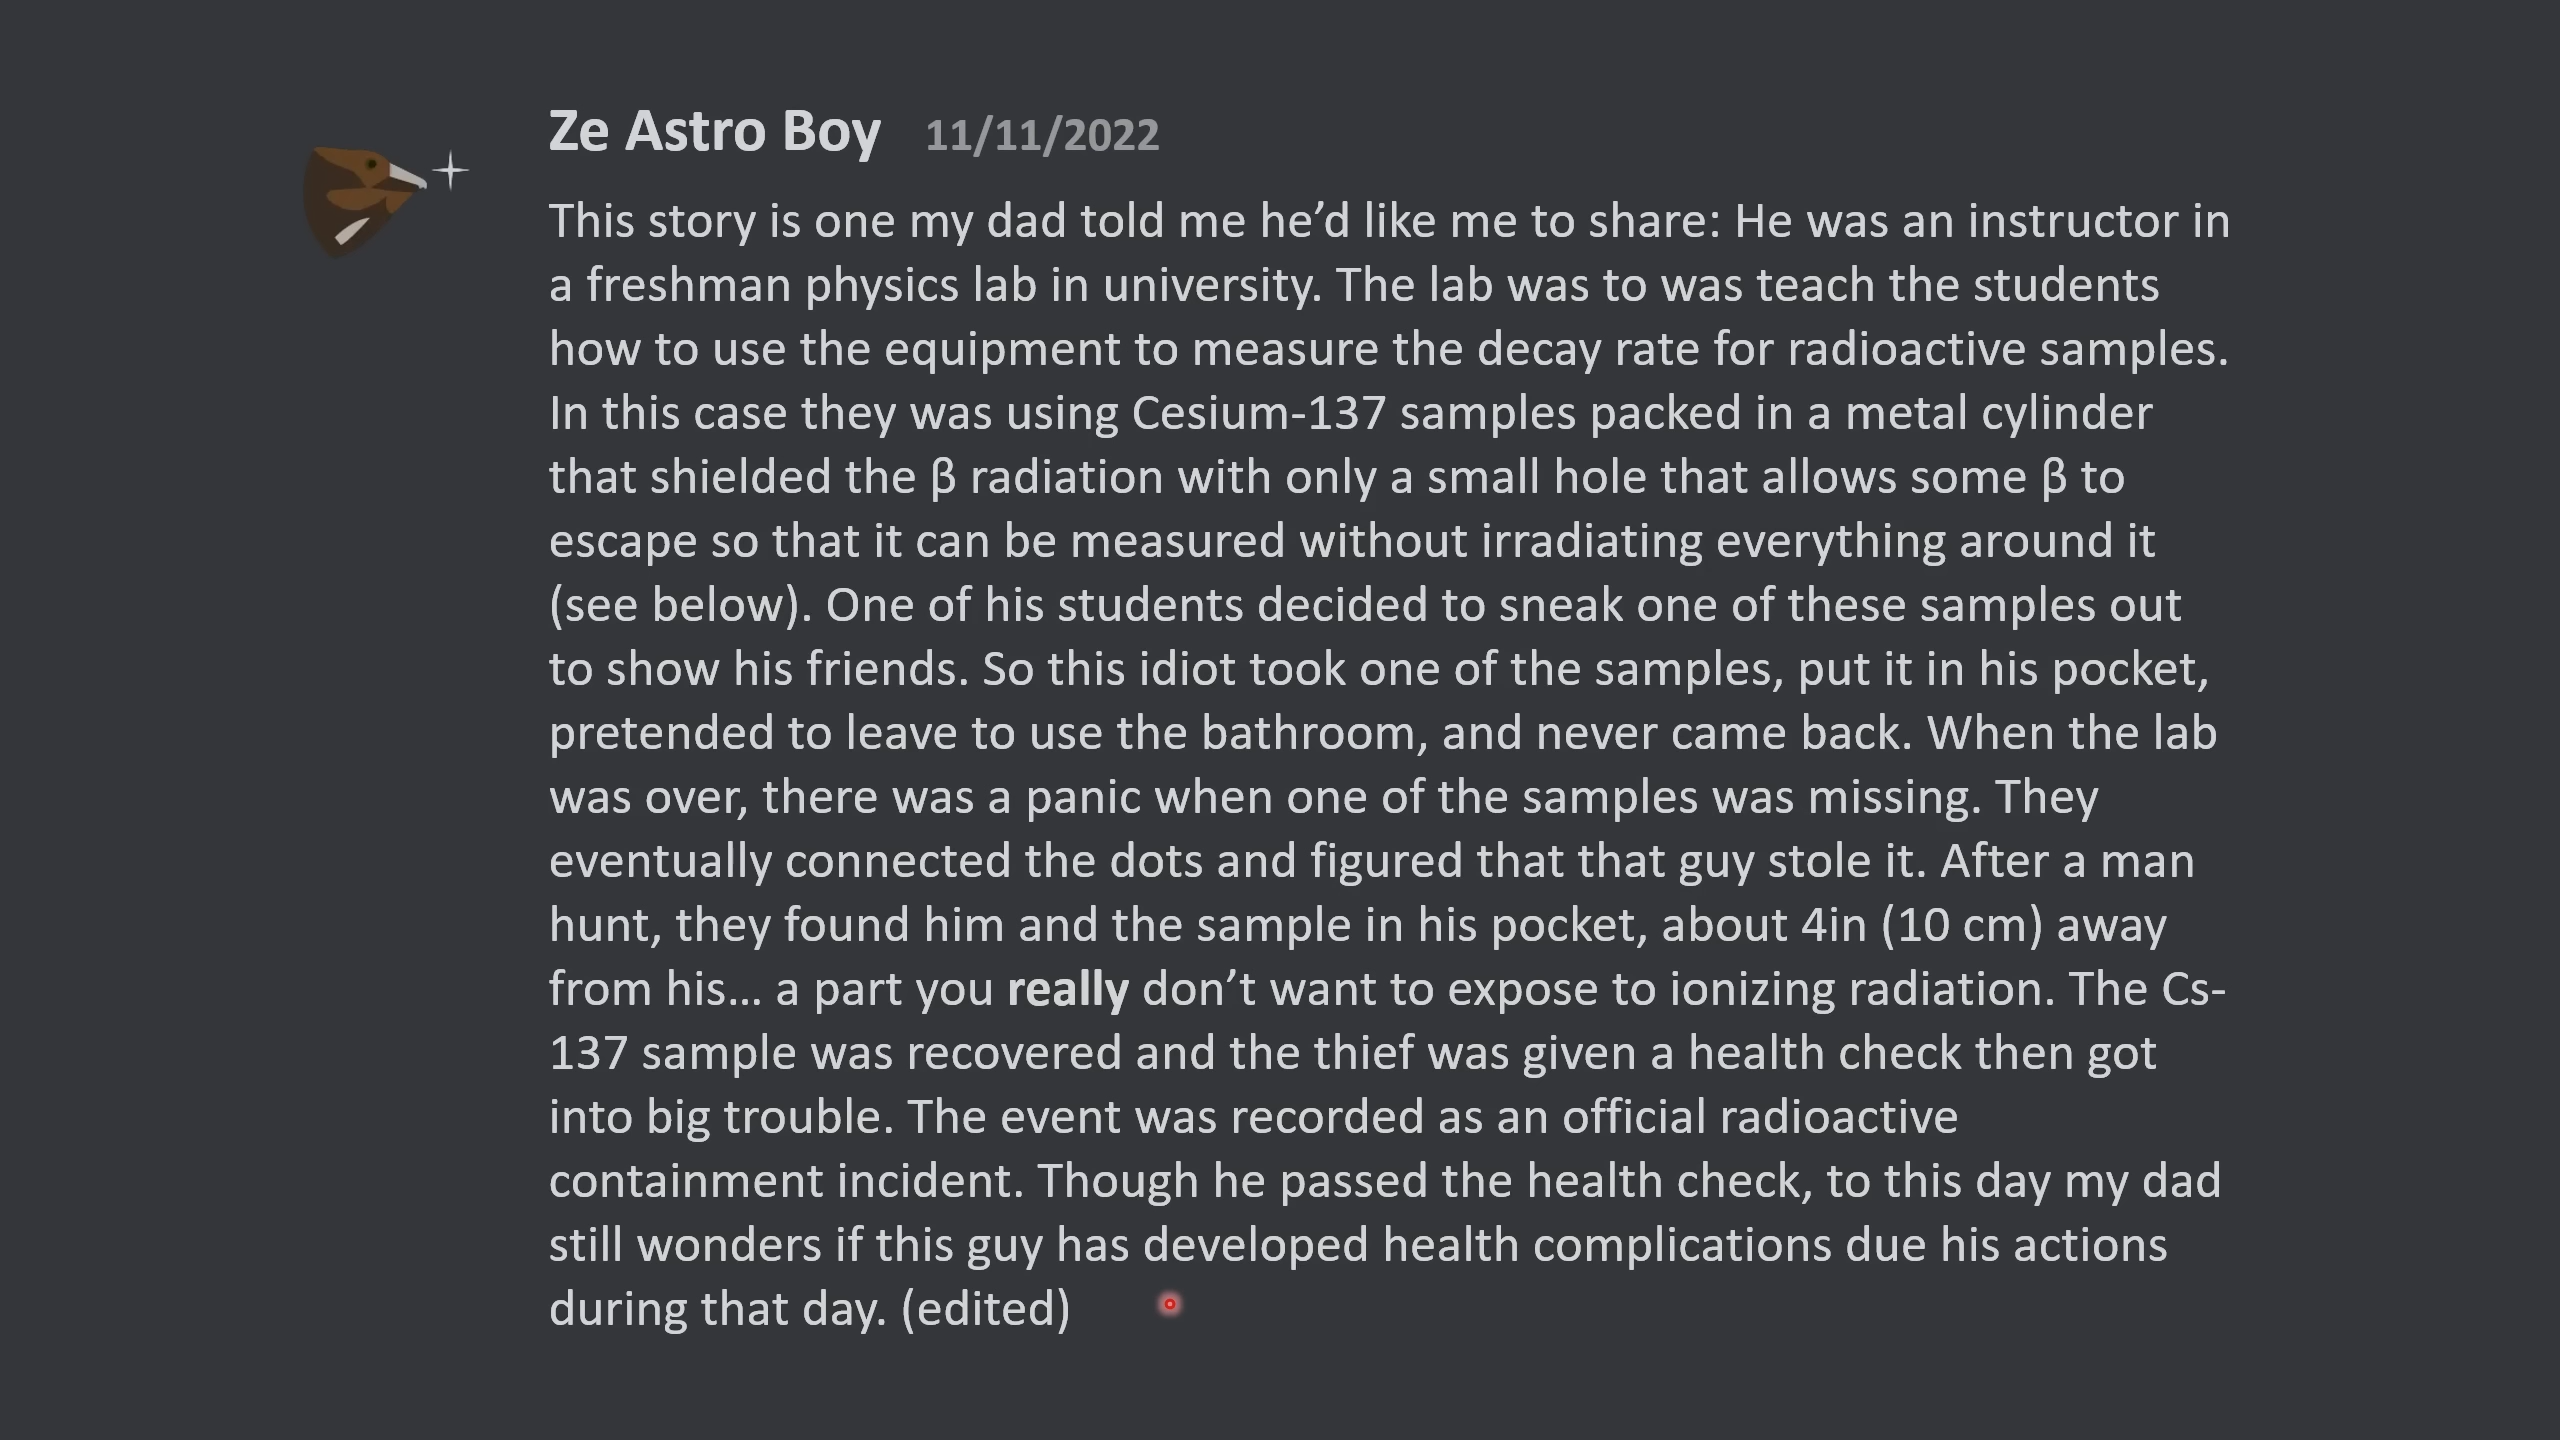 Ze Astro Boy 11/11/2022
This story is one my dad told me he’d like me to share: He was an instructor in
a freshman physics lab in university. The lab was to was teach the students
how to use the equipment to measure the decay rate for radioactive samples.
In this case they was using Cesium-137 samples packed in a metal cylinder
that shielded the β radiation with only a small hole that allows some β to
escape so that it can be measured without irradiating everything around it
(see below). One of his students decided to sneak one of these samples out
to show his friends. So this idiot took one of the samples, put it in his pocket,
pretended to leave to use the bathroom, and never came back. When the lab
was over, there was a panic when one of the samples was missing. They
eventually connected the dots and figured that that guy stole it. After a man
hunt, they found him and the sample in his pocket, about 4in (10 cm) away
from his… a part you really don’t want to expose to ionizing radiation. The Cs-
137 sample was recovered and the thief was given a health check then got
into big trouble. The event was recorded as an official radioactive
containment incident. Though he passed the health check, to this day my dad
still wonders if this guy has developed health complications due his actions
during that day. (edited)